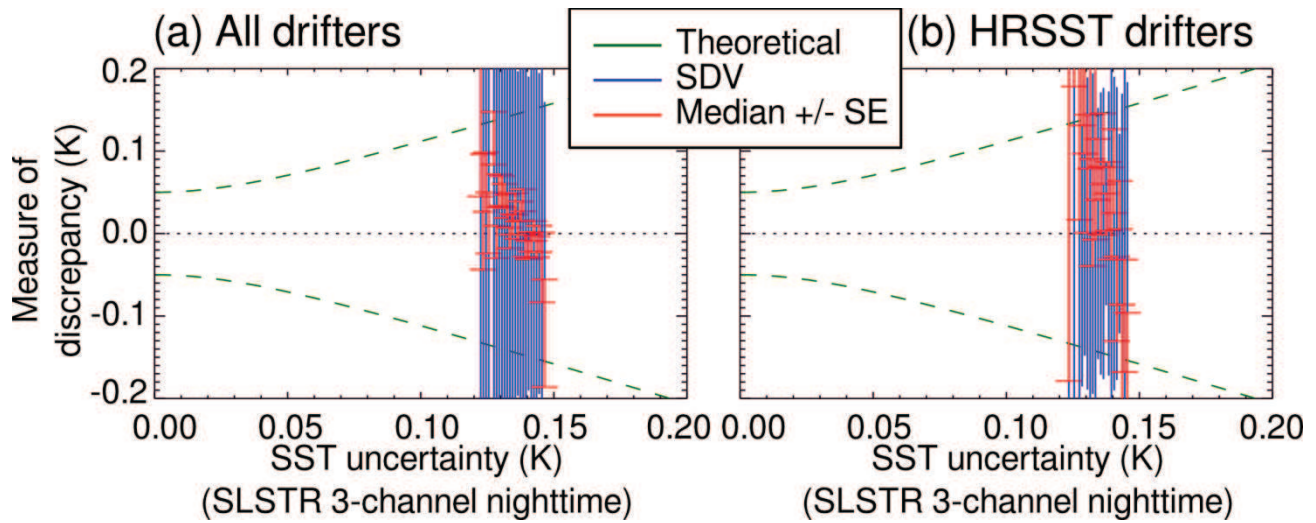 (a) All drifters
Theoretical
SDV
Median +/- SE
(b) HRSST drifters
Measure of
discrepancy (K)
0.2
0.1
0.0
-0.1
-0.2
0.00 0.05 0.10 0.15 0.20
SST uncertainty (K)
(SLSTR 3-channel nighttime)
0.00 0.05 0.10 0.15 0.20
SST uncertainty (K)
(SLSTR 3-channel nighttime)